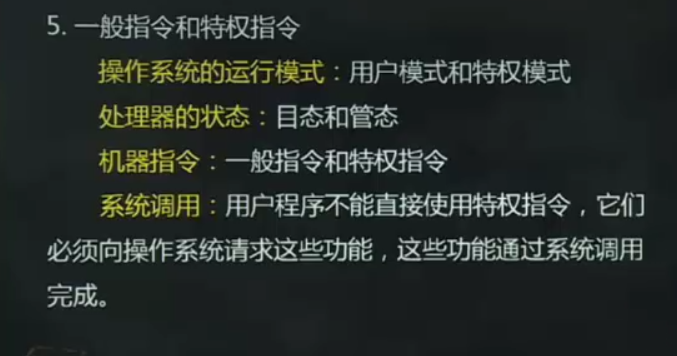 5. 一般指令和特权指令
操作系统的运行模式：用户模式和特权模式
处理器的状态：目态和管态
机器指令：一般指令和特权指令
系统调用：用户程序不能直接使用特权指令，它们
必须向操作系统请求这些功能，这些功能通过系统调用
完成。